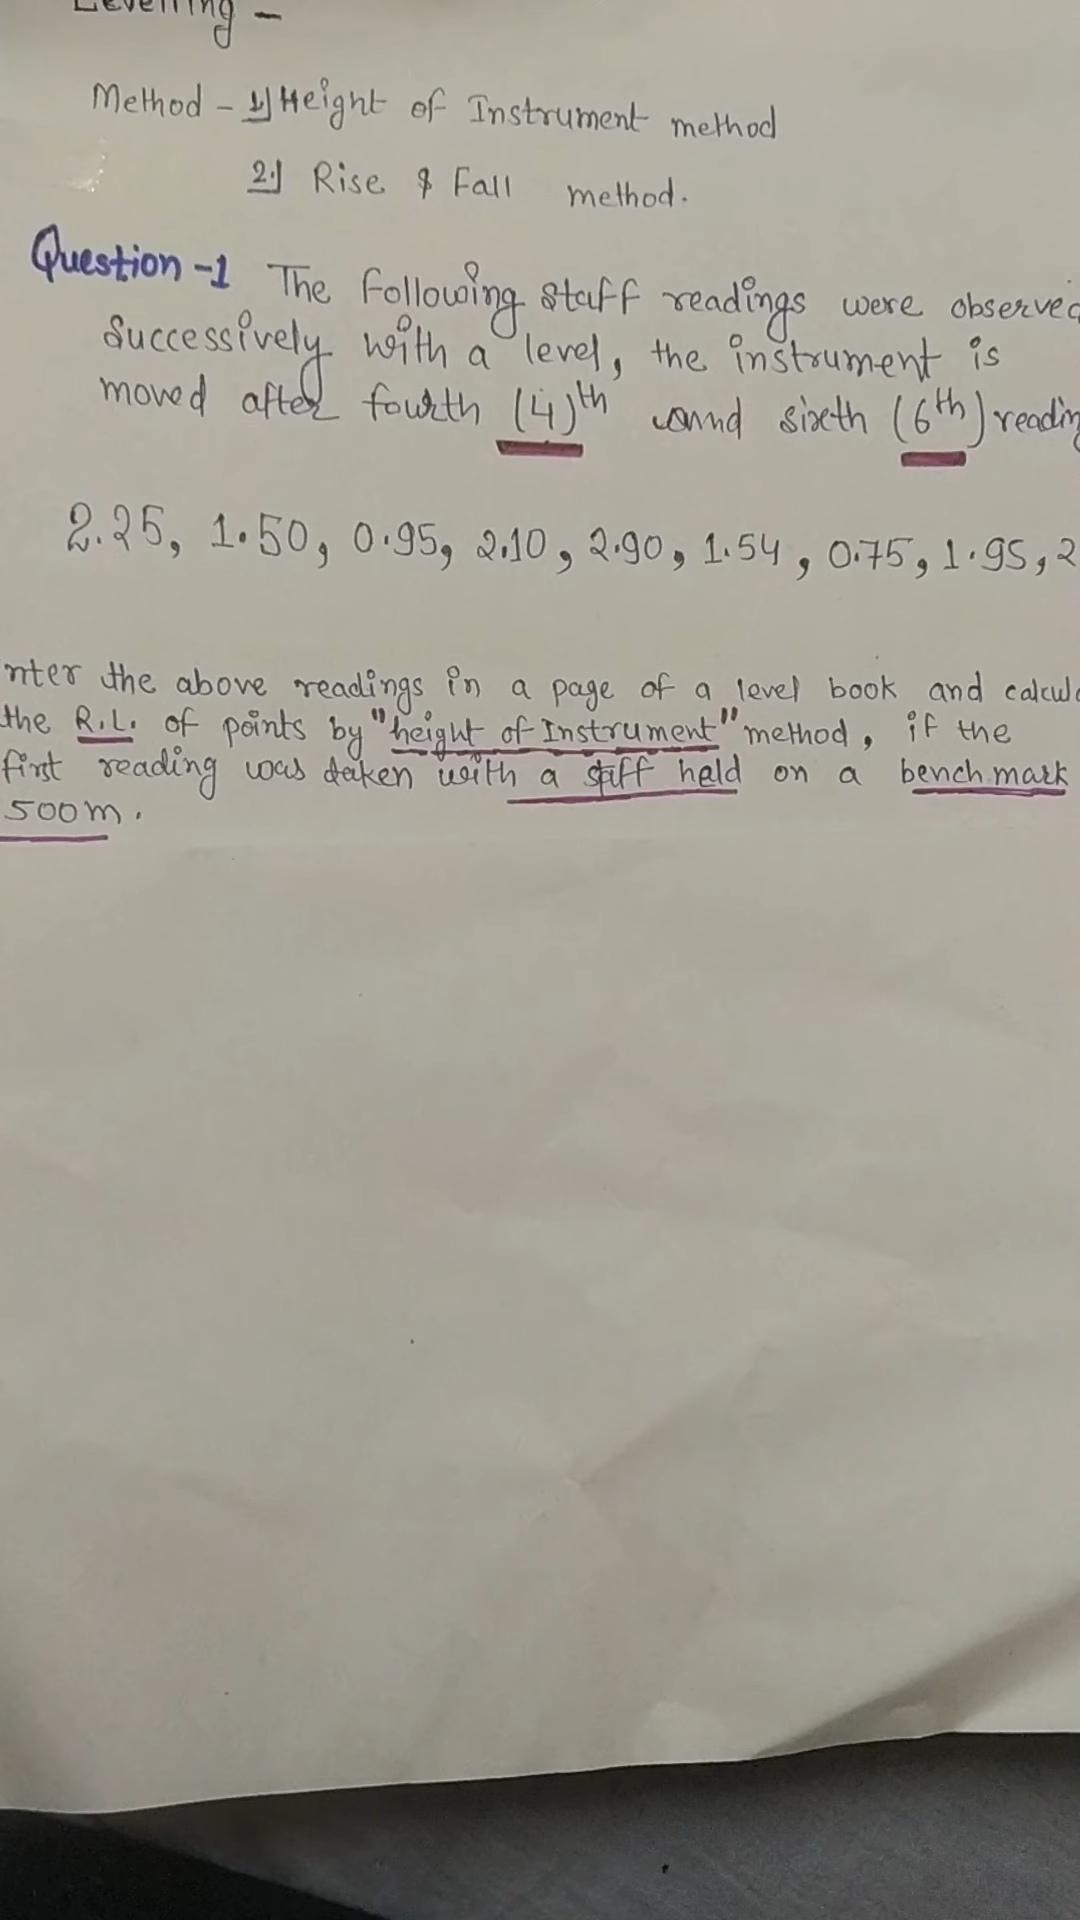 Levelling -
Method - 1) Height of Instrument method
2.) Rise & Fall method.
Question -1 The following staff readings were observed
Successively with a level, the instrument is
moved after fourth (4)th and sixth (6th) readin
2.25, 1.50, 0.95, 2.10, 2.90, 1.54, 0.75, 1.95, 2
nter the above readings in a page of a level book and calcul
the R.L. of points by "height of Instrument" method, if the
first reading was taken with a staff held on a bench mark
500m.